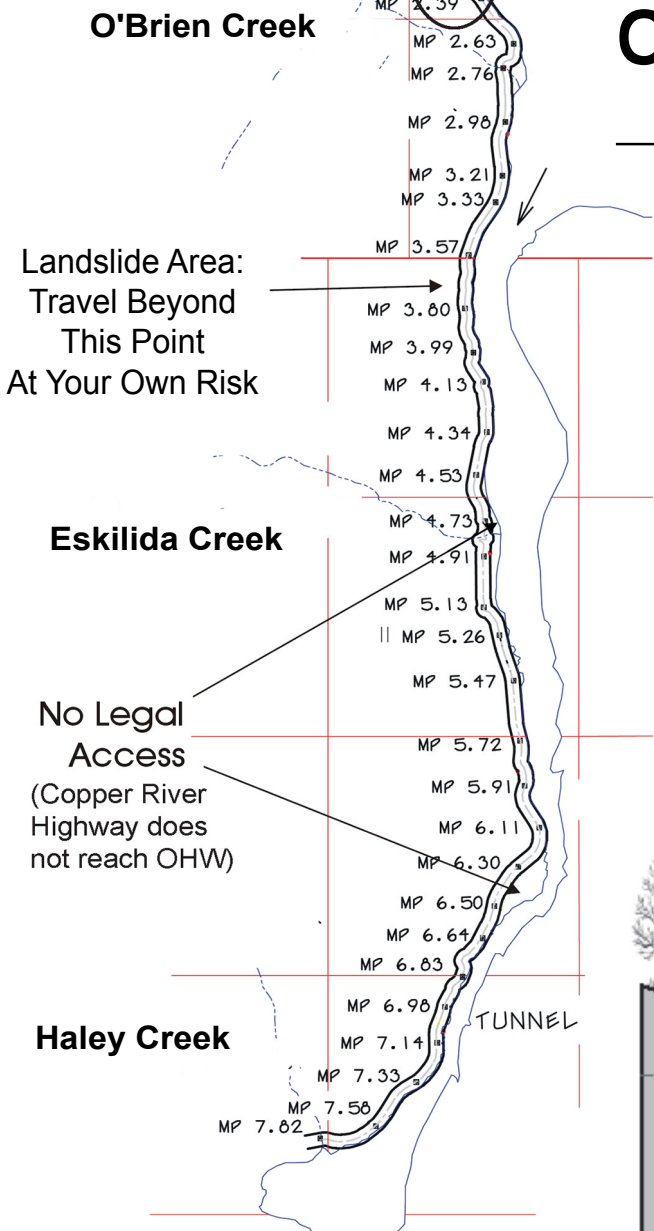 MP 2.39
O'Brien Creek
MP 2.63
MP 2.76
MP 2.98
MP 3.21
MP 3.33
MP 3.57
Landslide Area:
Travel Beyond
This Point
At Your Own Risk
MP 3.80
MP 3.99
MP 4.13
MP 4.34
MP 4.53
MP 4.73
Eskilida Creek
MP 4.91
MP 5.13
|| MP 5.26
MP 5.47
No Legal
Access
(Copper River
Highway does
not reach OHW)
MP 5.72
MP 5.91
MP 6.11
MP 6.30
MP 6.50
MP 6.64
MP 6.83
MP 6.98
TUNNEL
Haley Creek
MP 7.14
MP 7.33
MP 7.58
MP 7.82